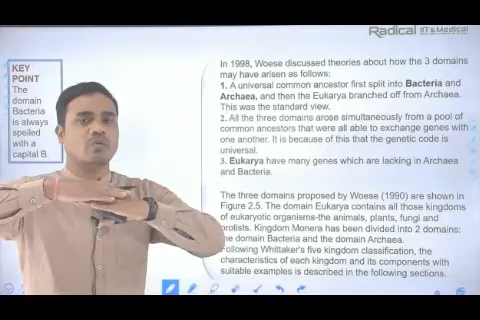 Radical IIT & Medical
KEY
POINT
The
domain
Bacteria
is always
spelled
with a
capital B.
In 1998, Woese discussed theories about how the 3 domains
may have arisen as follows:
1. A universal common ancestor first split into Bacteria and
Archaea, and then the Eukarya branched off from Archaea.
This was the standard view.
2. All the three domains arose simultaneously from a pool of
common ancestors that were all able to exchange genes with
one another. It is because of this that the genetic code is
universal.
3. Eukarya have many genes which are lacking in Archaea
and Bacteria.
The three domains proposed by Woese (1990) are shown in
Figure 2.5. The domain Eukarya contains all those kingdoms
of eukaryotic organisms-the animals, plants, fungi and
protists. Kingdom Monera has been divided into 2 domains:
the domain Bacteria and the domain Archaea.
Following Whittaker's five kingdom classification, the
characteristics of each kingdom and its components with
suitable examples is described in the following sections.